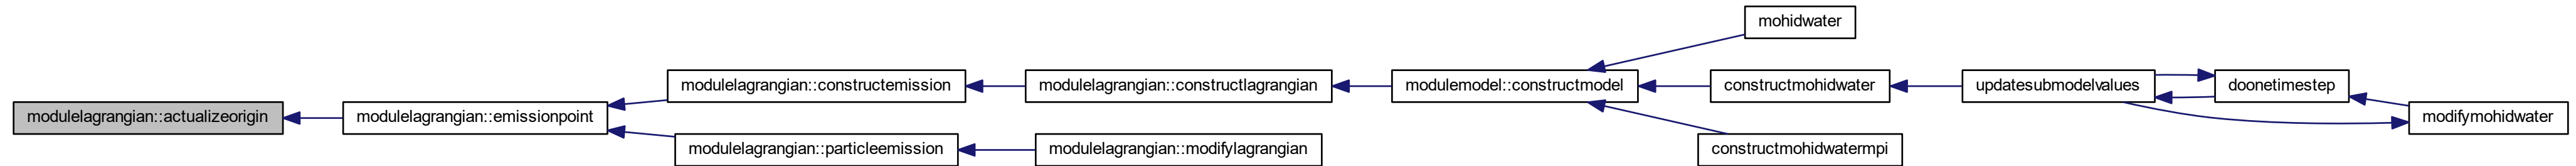 mohidwater
modulelagrangian::constructemission
modulelagrangian::constructlagrangian
modulemodel::constructmodel
constructmohidwater
updatesubmodelvalues
doonetimestep
modulelagrangian::actualizeorigin
modulelagrangian::emissionpoint
modifymohidwater
modulelagrangian::particleemission
modulelagrangian::modifylagrangian
constructmohidwatermpi